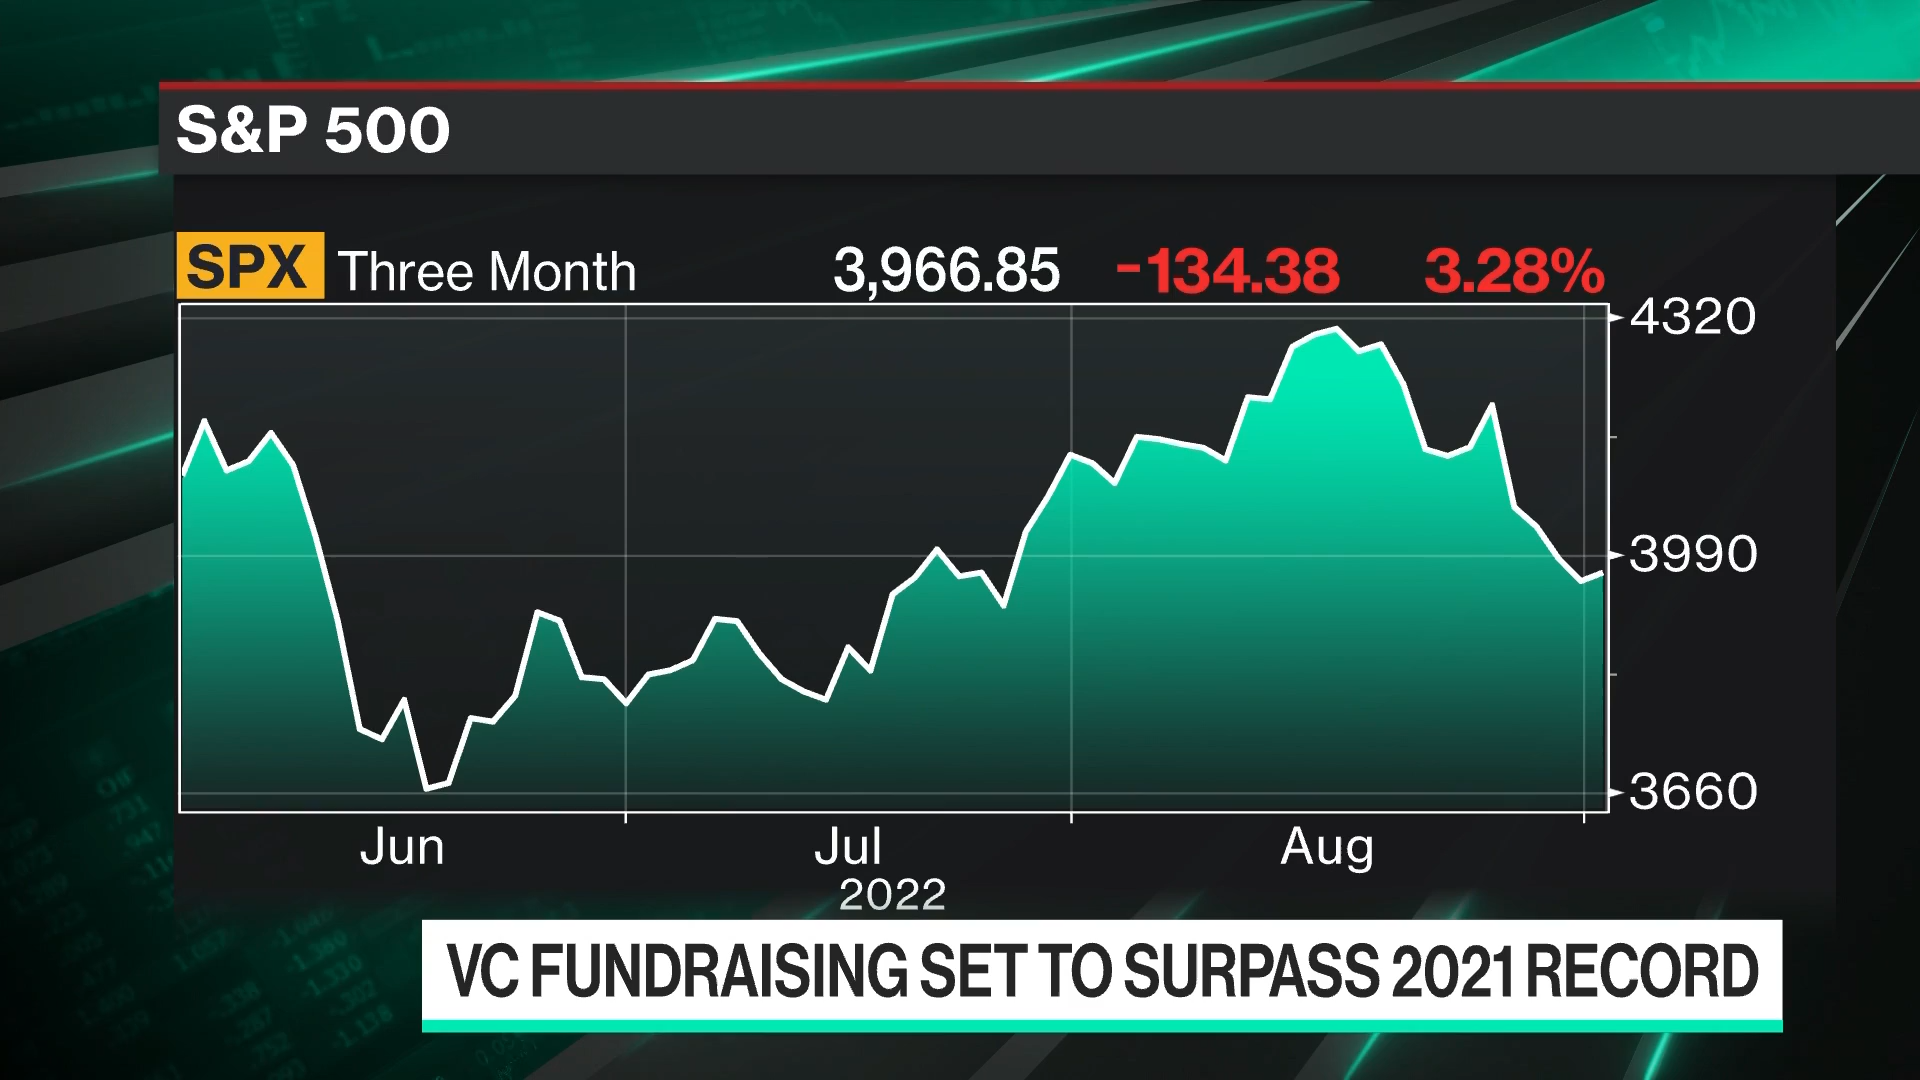 S&P 500
SPX Three Month 3,966.85 -134.38 3.28%
4320
3990
3660
Jun Jul Aug
2022
VC FUNDRAISING SET TO SURPASS 2021 RECORD